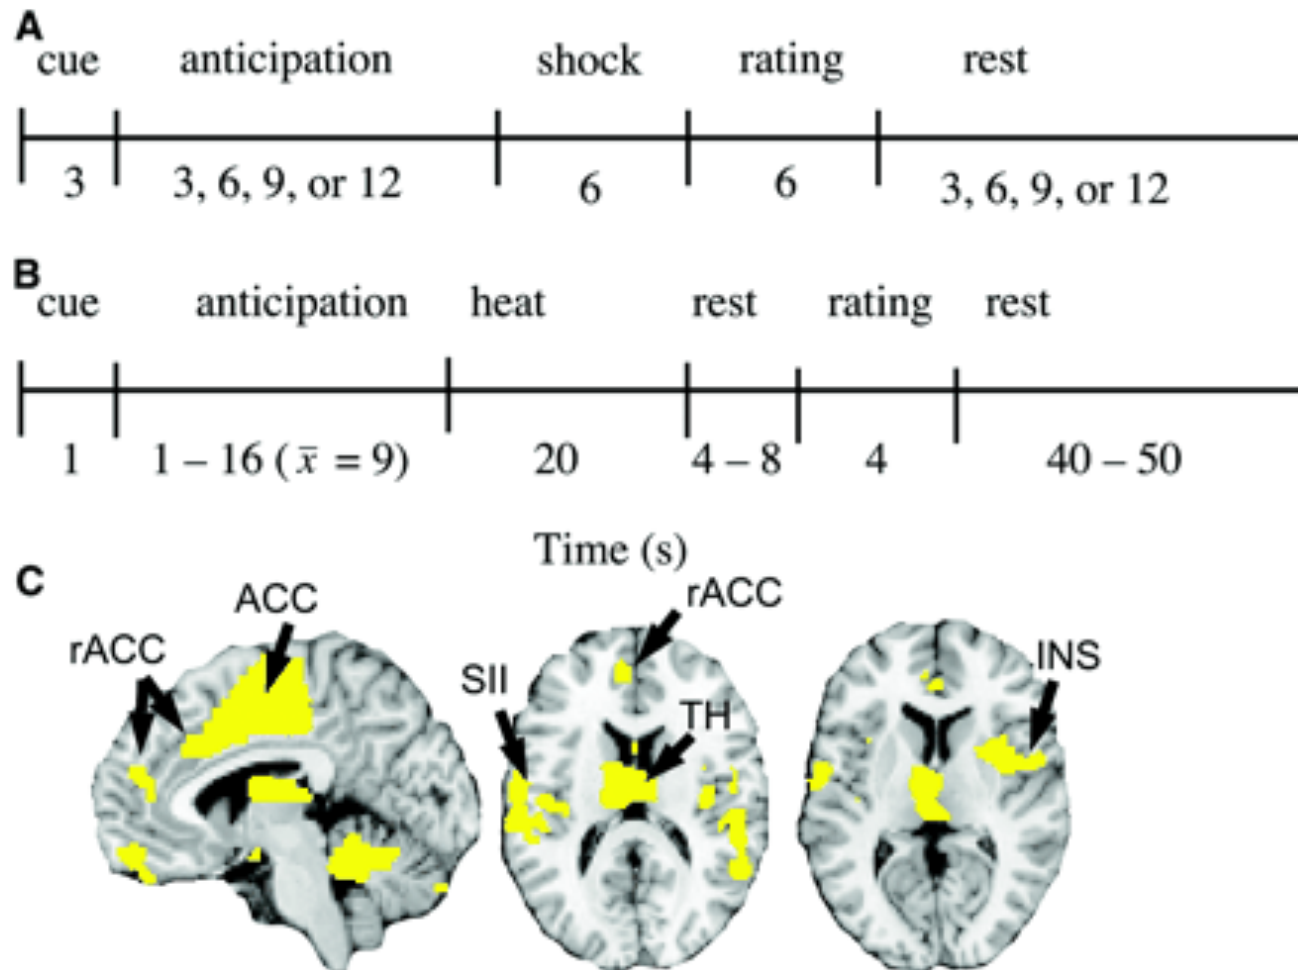 A
cue anticipation shock rating rest
3 3, 6, 9, or 12 6 6 3, 6, 9, or 12
B
cue anticipation heat rest rating rest
1 1 – 16 ( x̄ = 9) 20 4 – 8 4 40 – 50
Time (s)
C
ACC
rACC
rACC
SII
TH
INS